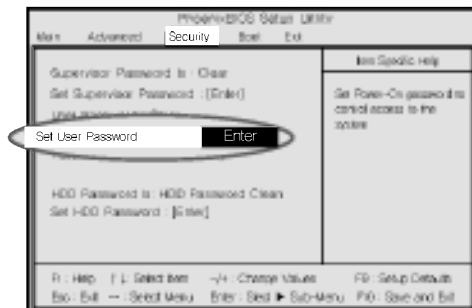 PhoenixBIOS Setup Utility
Main Advanced Security Boot Exit
Item Specific Help
Supervisor Password Is : Clear
Set Supervisor Password : [Enter]
Set Power-On password to
control access to the
system
Set User Password Enter
HDD Password Is : HDD Password Clean
Set HDD Password : [Enter]
F1 : Help ↑↓ : Select Item -/+ : Change Values F9 : Setup Defaults
Esc : Exit ↔ : Select Menu Enter : Slect ▶ Sub-Menu F10 : Save and Exit